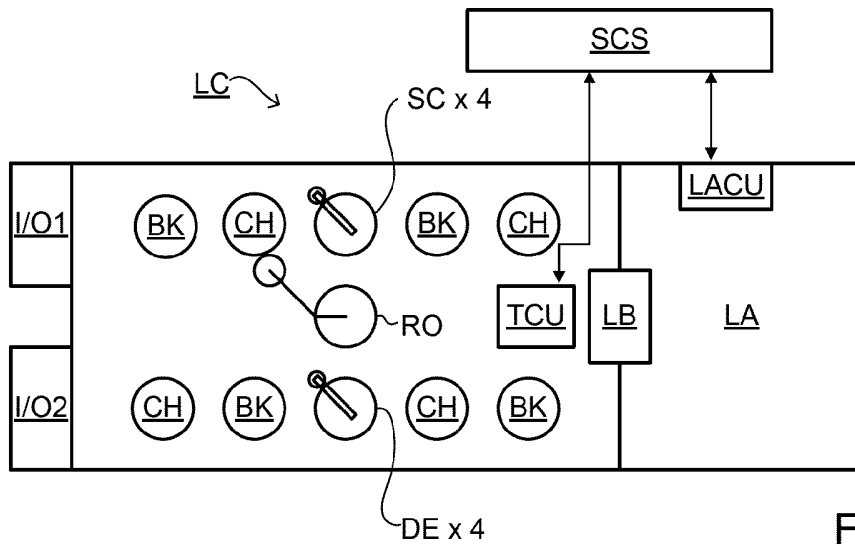 SCS
LC
SC x 4
I/O1
BK
CH
BK
CH
LACU
RO
TCU
LB
LA
I/O2
CH
BK
CH
BK
DE x 4
F